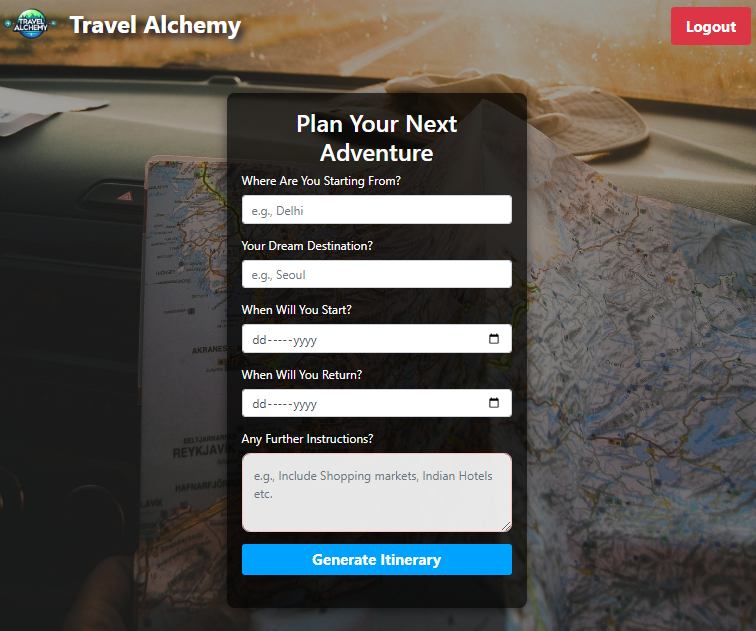 TRAVEL
ALCHEMY
Travel Alchemy
Logout
Plan Your Next
Adventure
Where Are You Starting From?
e.g., Delhi
Your Dream Destination?
e.g., Seoul
When Will You Start?
dd-----yyyy
When Will You Return?
dd-----yyyy
Any Further Instructions?
e.g., Include Shopping markets, Indian Hotels
etc.
Generate Itinerary
AKRANES
REYKJAVÍK